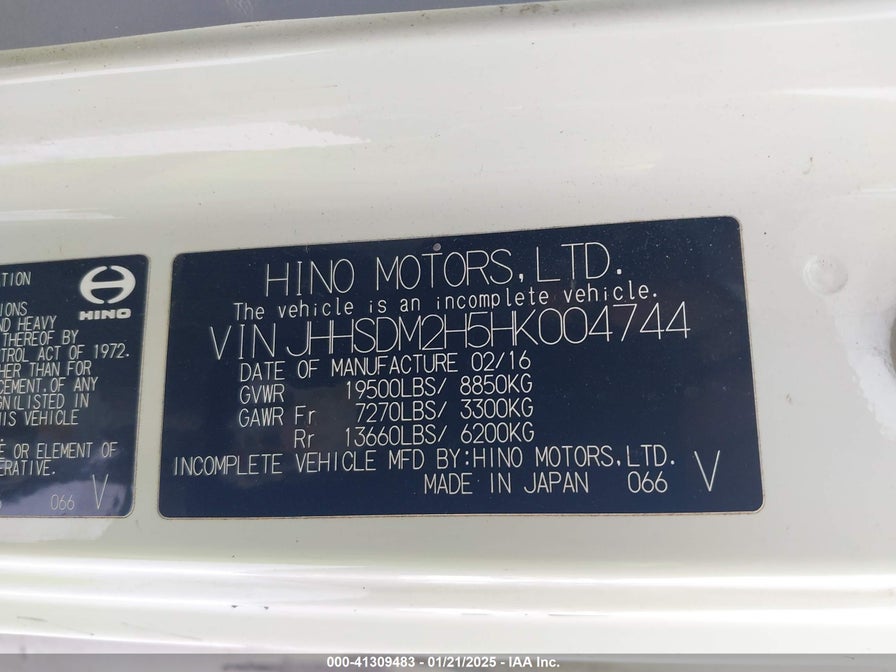 ATION
HINO
IONS
ND HEAVY
THEREOF BY
TROL ACT OF 1972.
HER THAN FOR
CEMENT, OF ANY
GN(LISTED IN
HIS VEHICLE
E OR ELEMENT OF
ERATIVE.
066 V
HINO MOTORS, LTD.
The vehicle is an incomplete vehicle.
VIN JHHSDM2H5HK004744
DATE OF MANUFACTURE 02/16
GVWR 19500LBS/ 8850KG
GAWR Fr 7270LBS/ 3300KG
Rr 13660LBS/ 6200KG
INCOMPLETE VEHICLE MFD BY:HINO MOTORS, LTD.
MADE IN JAPAN 066 V
000-41309483 - 01/21/2025 - IAA Inc.